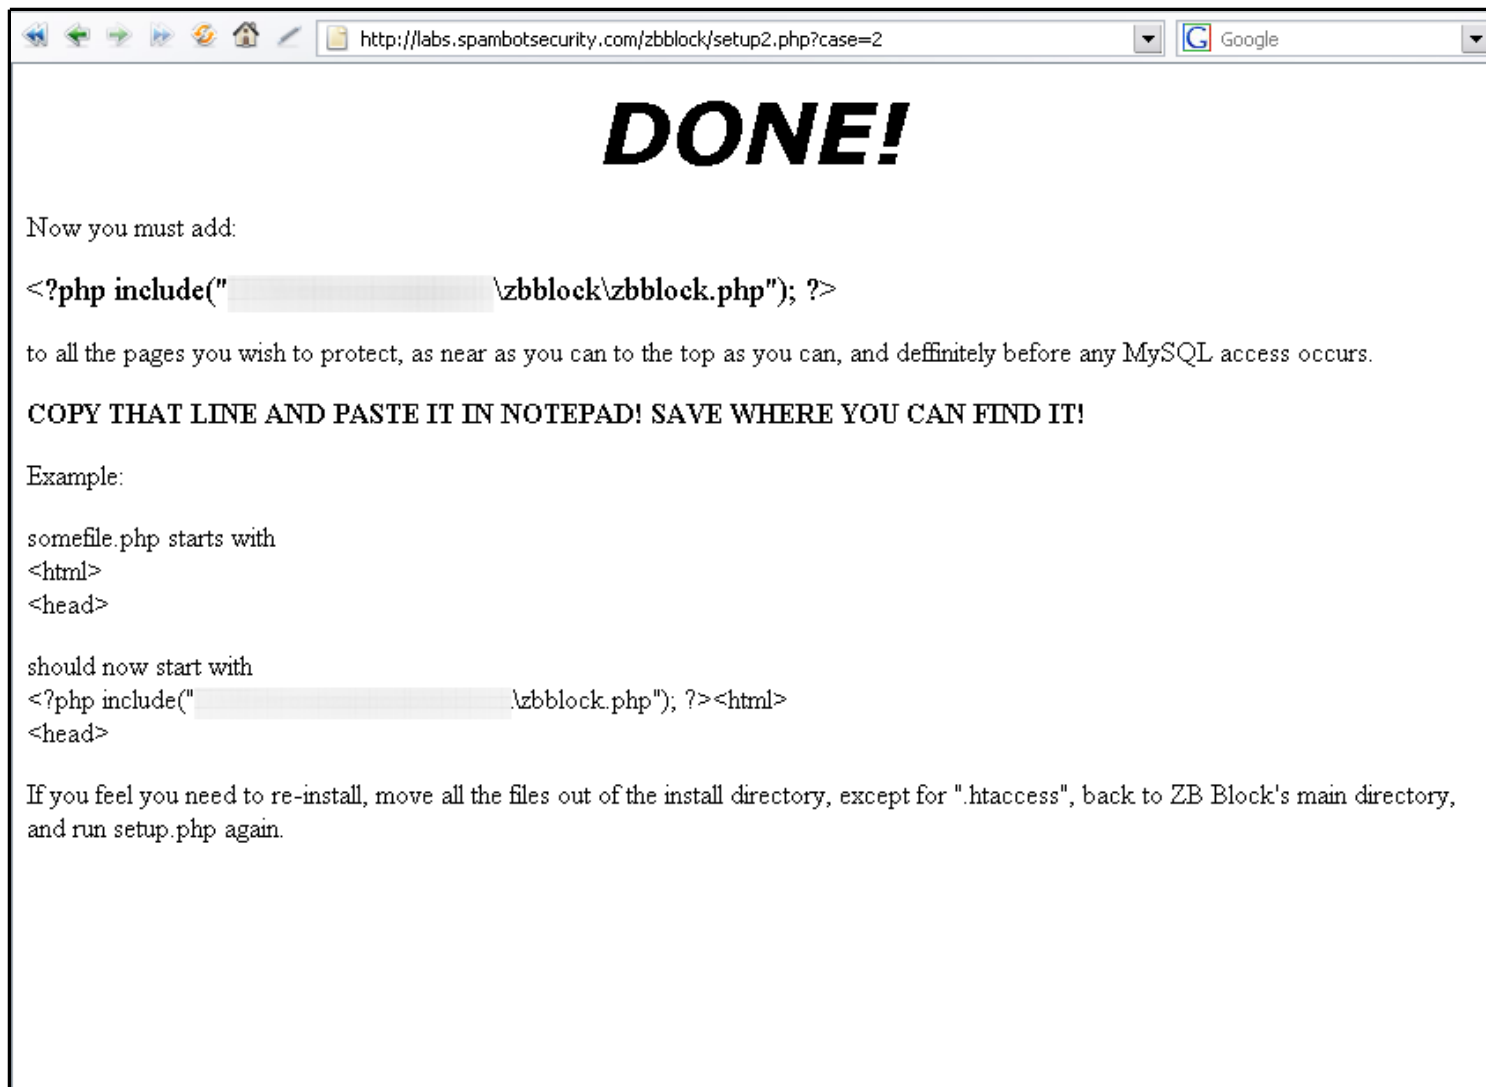 http://labs.spambotsecurity.com/zbblock/setup2.php?case=2
G Google
DONE!
Now you must add:
<?php include("\zbblock\zbblock.php"); ?>
to all the pages you wish to protect, as near as you can to the top as you can, and deffinitely before any MySQL access occurs.
COPY THAT LINE AND PASTE IT IN NOTEPAD! SAVE WHERE YOU CAN FIND IT!
Example:
somefile.php starts with
<html>
<head>
should now start with
<?php include("\zbblock.php"); ?><html>
<head>
If you feel you need to re-install, move all the files out of the install directory, except for ".htaccess", back to ZB Block's main directory,
and run setup.php again.